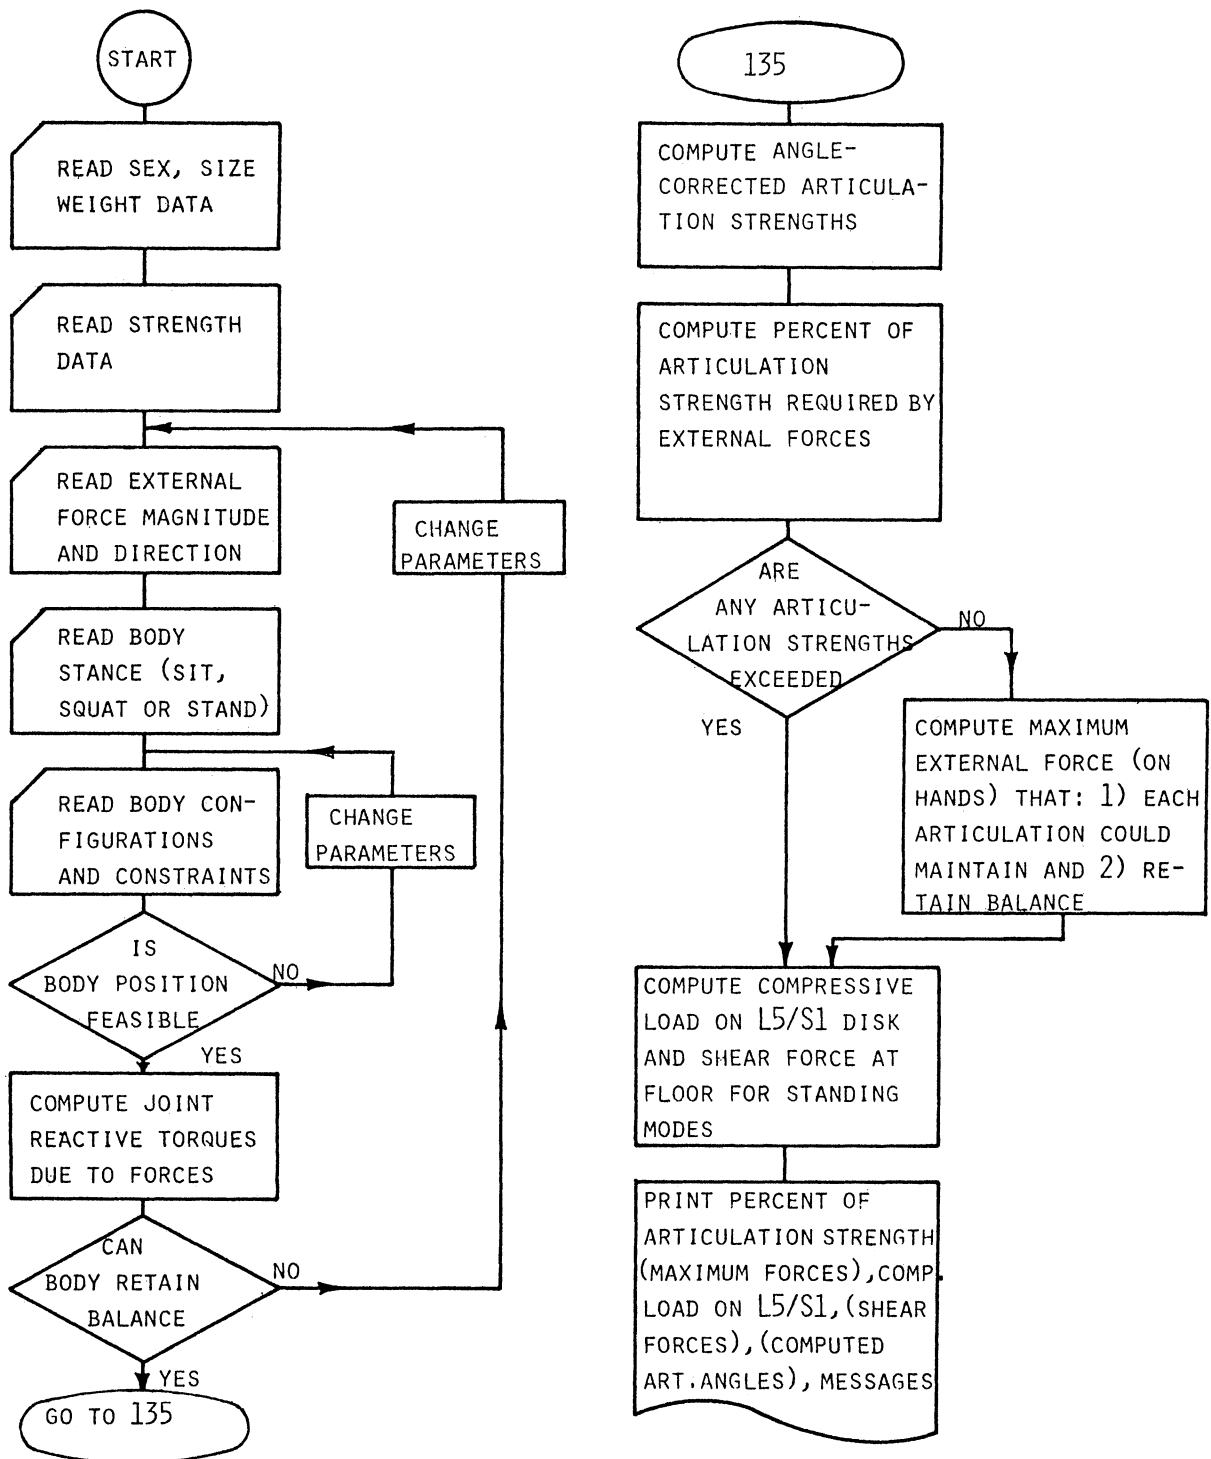 START
READ SEX, SIZE
WEIGHT DATA
READ STRENGTH
DATA
READ EXTERNAL
FORCE MAGNITUDE
AND DIRECTION
CHANGE
PARAMETERS
READ BODY
STANCE (SIT,
SQUAT OR STAND)
READ BODY CON-
FIGURATIONS
AND CONSTRAINTS
CHANGE
PARAMETERS
IS
BODY POSITION
FEASIBLE
NO
YES
COMPUTE JOINT
REACTIVE TORQUES
DUE TO FORCES
CAN
BODY RETAIN
BALANCE
NO
YES
GO TO 135
135
COMPUTE ANGLE-
CORRECTED ARTICULA-
TION STRENGTHS
COMPUTE PERCENT OF
ARTICULATION
STRENGTH REQUIRED BY
EXTERNAL FORCES
ARE
ANY ARTICU-
LATION STRENGTHS
EXCEEDED
NO
YES
COMPUTE MAXIMUM
EXTERNAL FORCE (ON
HANDS) THAT: 1) EACH
ARTICULATION COULD
MAINTAIN AND 2) RE-
TAIN BALANCE
COMPUTE COMPRESSIVE
LOAD ON L5/S1 DISK
AND SHEAR FORCE AT
FLOOR FOR STANDING
MODES
PRINT PERCENT OF
ARTICULATION STRENGTH
(MAXIMUM FORCES),COMP.
LOAD ON L5/S1,(SHEAR
FORCES),(COMPUTED
ART.ANGLES), MESSAGES